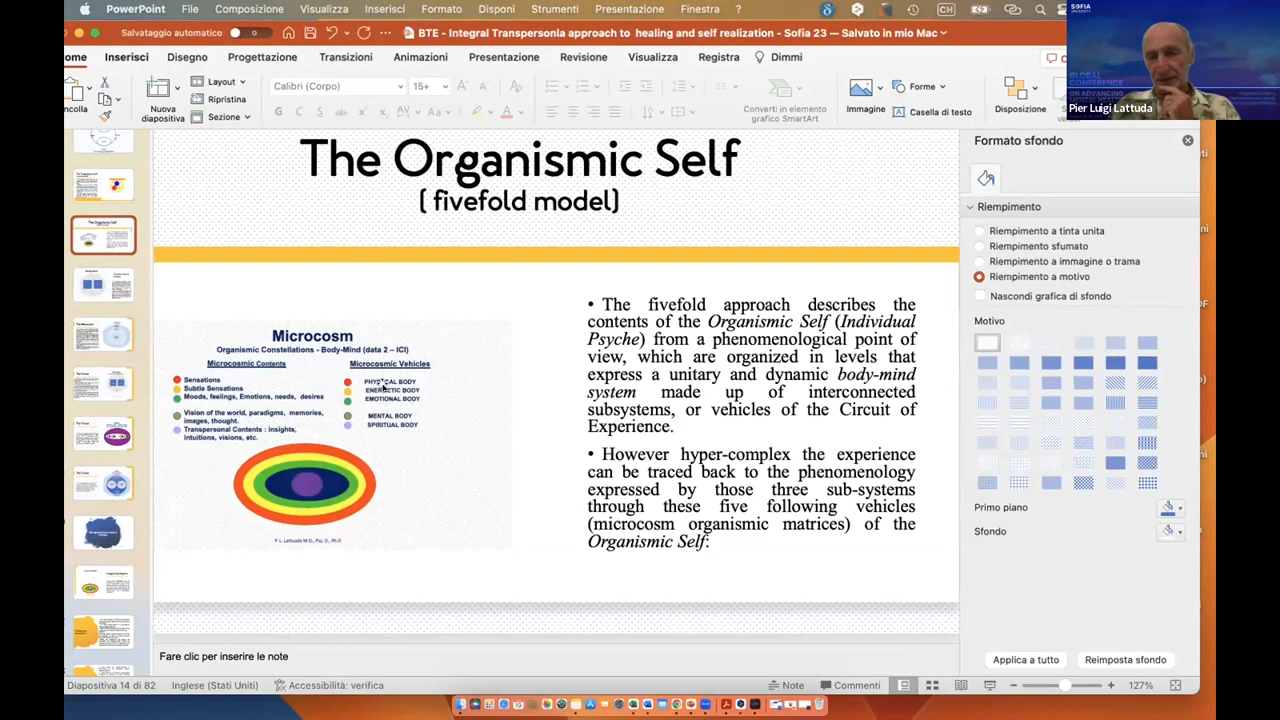 PowerPoint File Modifica Composizione Visualizza Inserisci Formato Disponi Strumenti Presentazione Finestra ?
SOFIA
Salvataggio automatico
BTE - Integral Transpersonla approach to healing and self realization - Sofia 23 — Salvato in mio Mac
ome Inserisci Disegno Progettazione Transizioni Animazioni Presentazione Revisione Visualizza Registra Dimmi
GLOBAL
CONFERENCE
Pier Luigi Lattuda
ncolla
Nuova
diapositiva
Layout
Ripristina
Sezione
Calibri (Corpo) 15+
G C S
Converti in elemento
grafico SmartArt
Immagine
Forme
Casella di testo
Disposizione
The Organismic Self
( fivefold model)
Microcosm
Organismic Constellations - Body-Mind (data 2 – ICI)
Microcosmic Contents Microcosmic Vehicles
Sensations
Subtle Sensations
Moods, feelings, Emotions, needs, desires
Vision of the world, paradigms, memories,
images, thought.
Transpersonal Contents : insights,
intuitions, visions, etc.
PHYSICAL BODY
ENERGETIC BODY
EMOTIONAL BODY
MENTAL BODY
SPIRITUAL BODY
P. L. Lattuada M.D., Psy. D., Ph.D
• The fivefold approach describes the
contents of the Organismic Self (Individual
Psyche) from a phenomenological point of
view, which are organized in levels that
express a unitary and dynamic body-mind
system made up of interconnected
subsystems, or vehicles of the Circuit of
Experience.
• However hyper-complex the experience
can be traced back to the phenomenology
expressed by those three sub-systems
through these five following vehicles
(microcosm organismic matrices) of the
Organismic Self:
Formato sfondo
Riempimento
Riempimento a tinta unita
Riempimento sfumato
Riempimento a immagine o trama
Riempimento a motivo
Nascondi grafica di sfondo
Motivo
Primo piano
Sfondo
Applica a tutto Reimposta sfondo
Fare clic per inserire le note
Diapositiva 14 di 82 Inglese (Stati Uniti) Accessibilità: verifica Note Commenti 127%